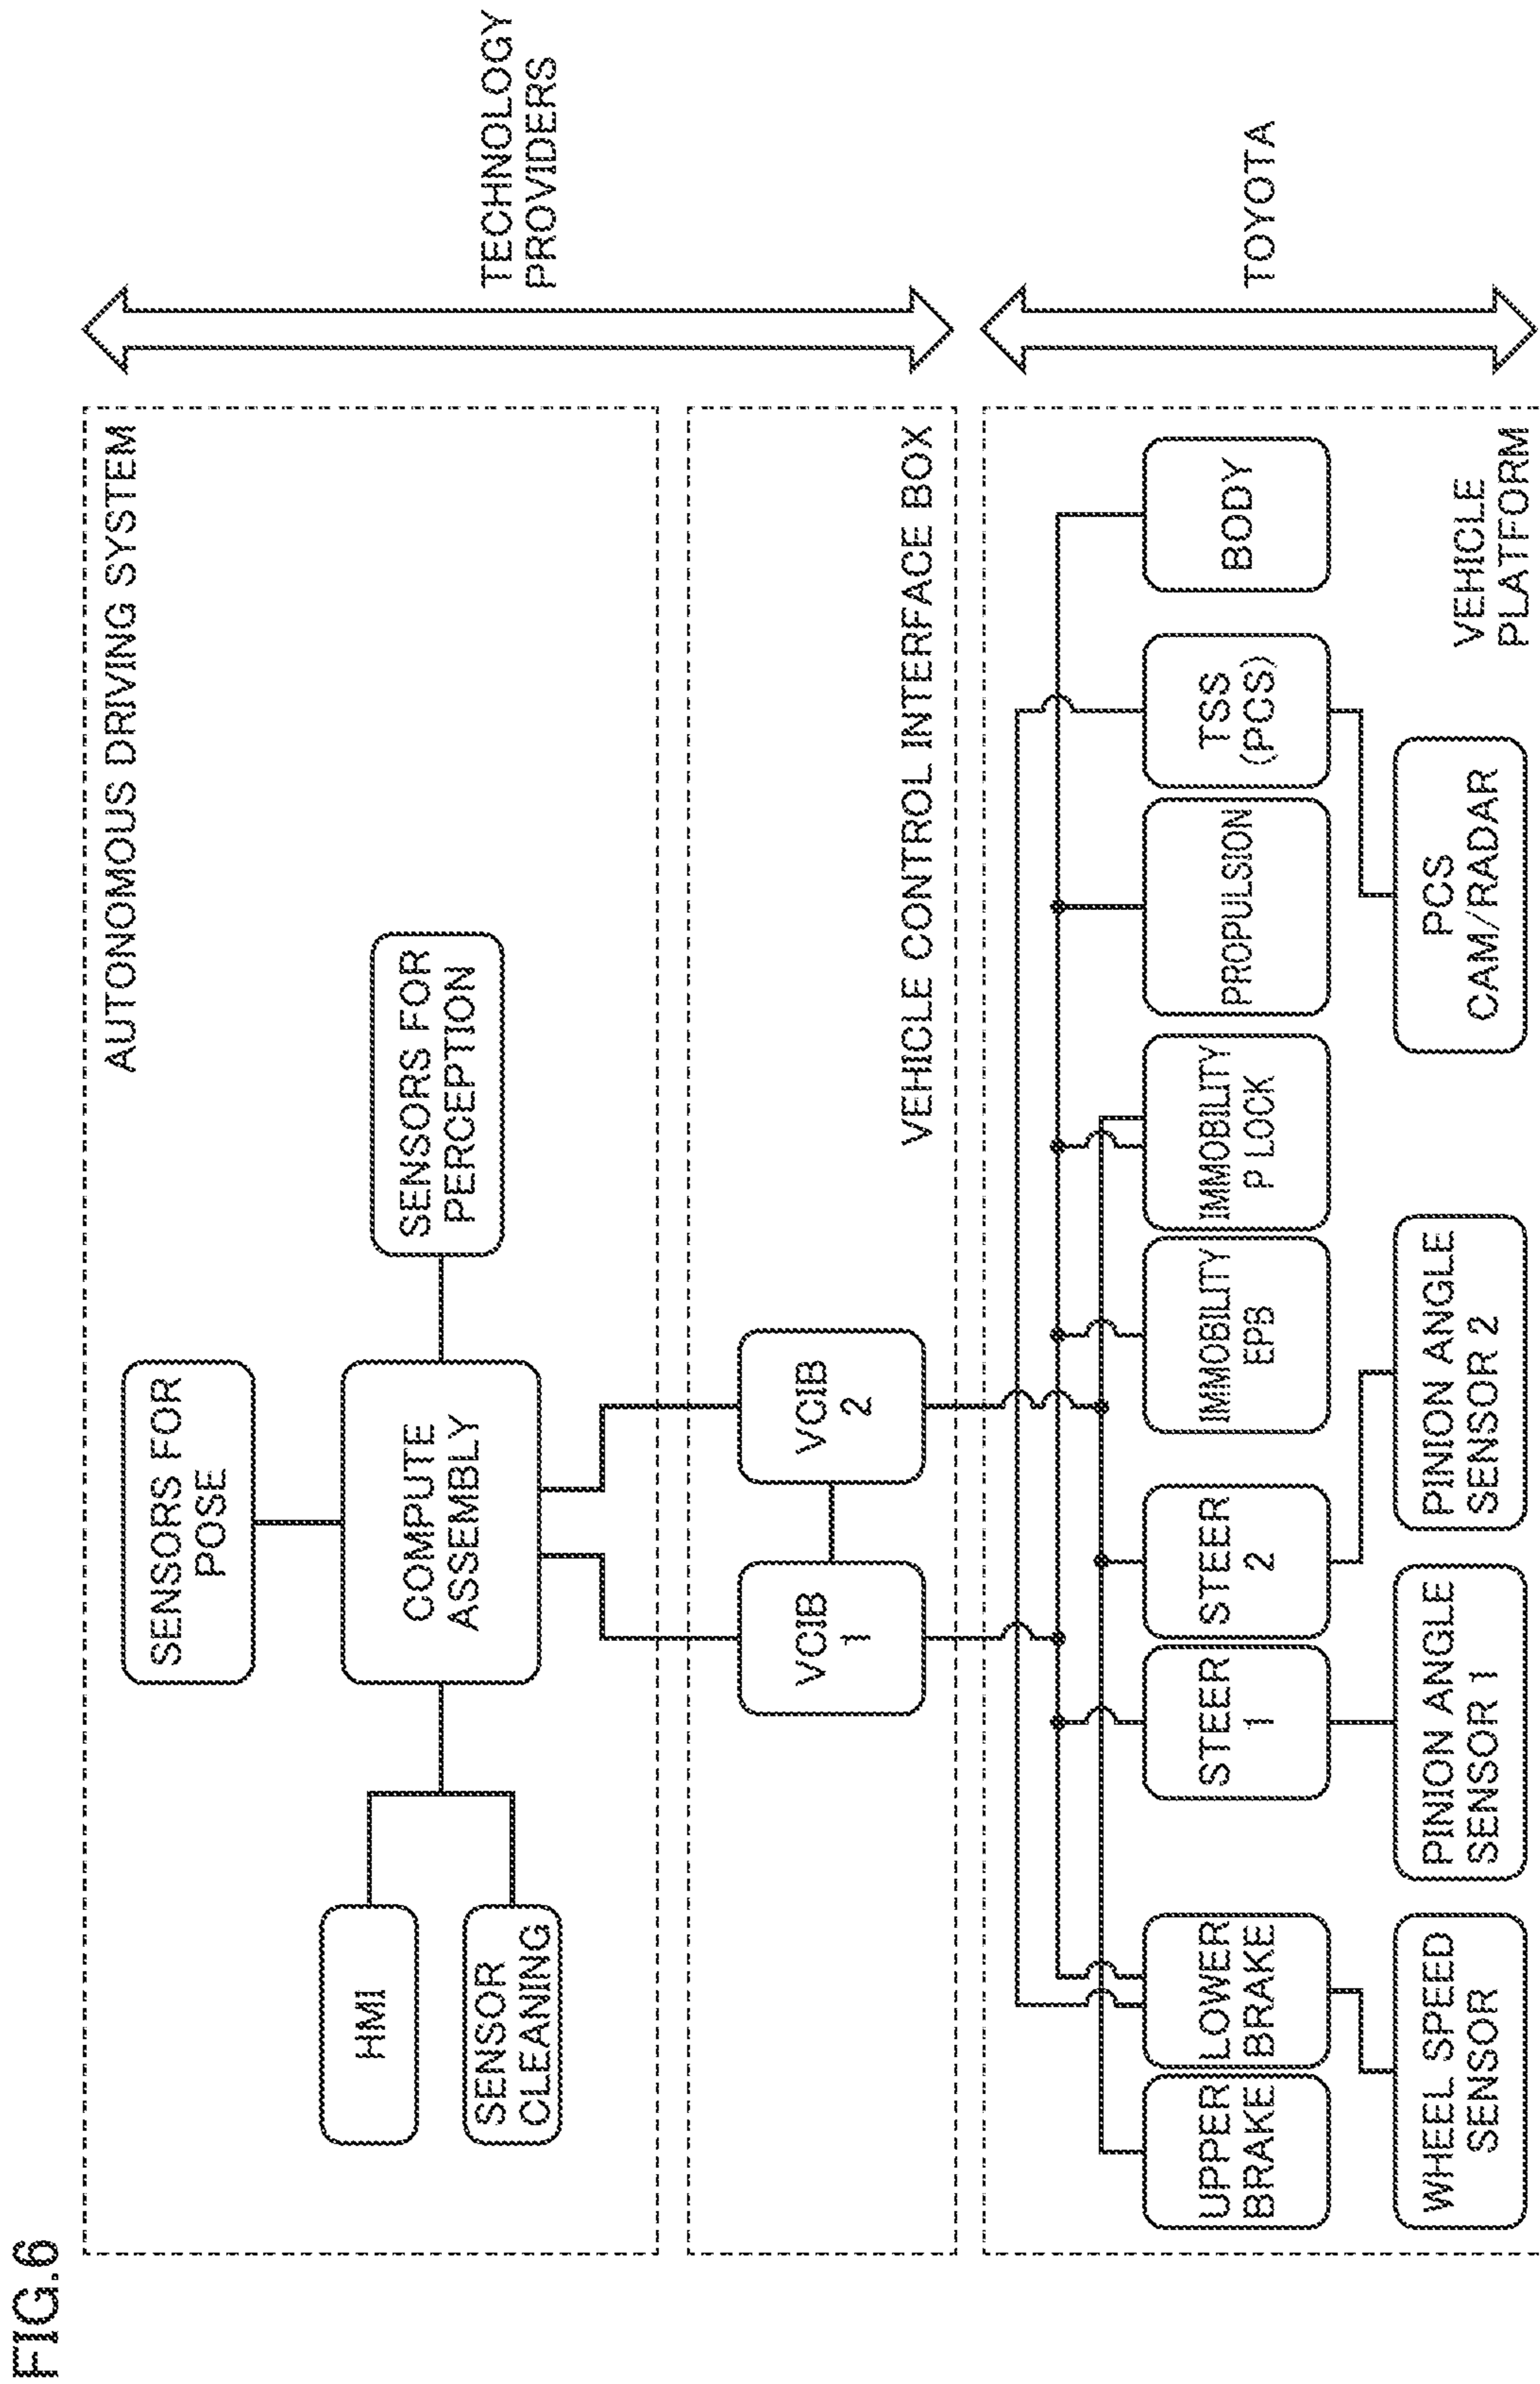 FIG.6
AUTONOMOUS DRIVING SYSTEM
SENSORS FOR
POSE
HMI
SENSOR
CLEANING
COMPUTE
ASSEMBLY
SENSORS FOR
PERCEPTION
TECHNOLOGY
PROVIDERS
VCIB
1
VCIB
2
VEHICLE CONTROL INTERFACE BOX
UPPER
BRAKE
LOWER
BRAKE
STEER
1
STEER
2
IMMOBILITY
EPB
IMMOBILITY
P LOCK
PROPULSION
TSS
(PCS)
BODY
TOYOTA
WHEEL SPEED
SENSOR
PINION ANGLE
SENSOR 1
PINION ANGLE
SENSOR 2
PCS
CAM/RADAR
VEHICLE
PLATFORM